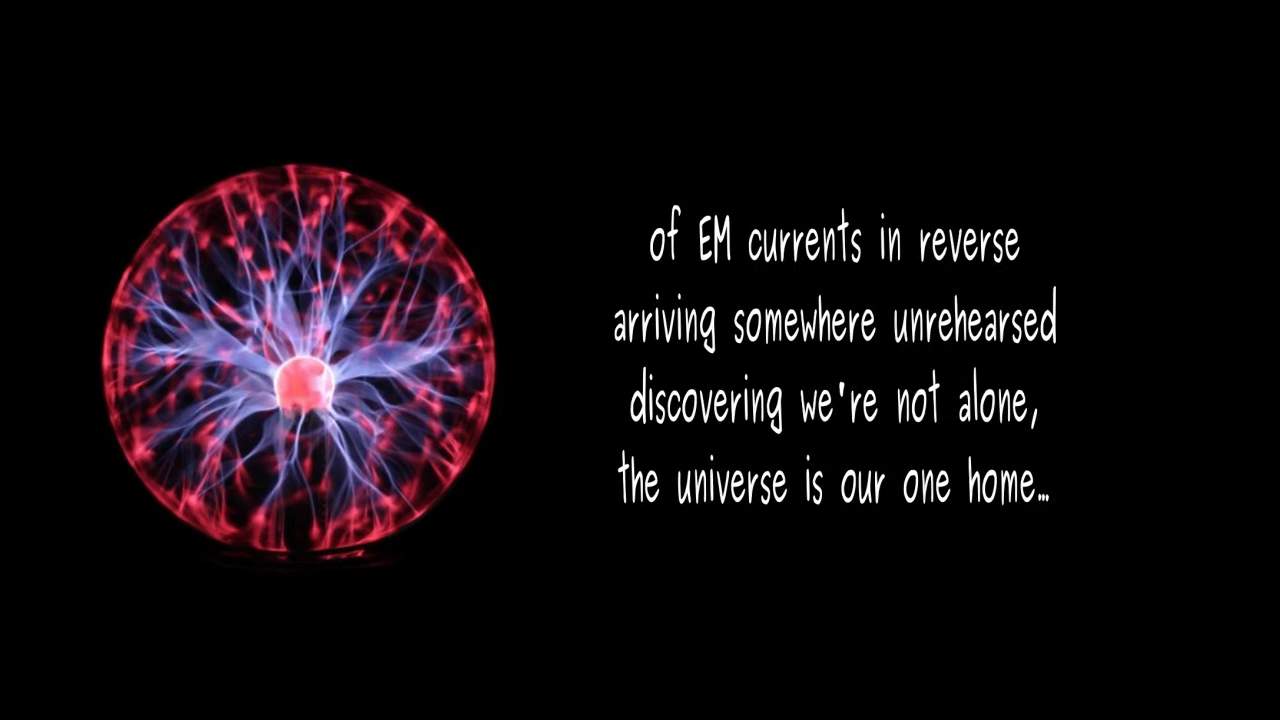 of EM currents in reverse
arriving somewhere unrehearsed
discovering we're not alone,
the universe is our one home...